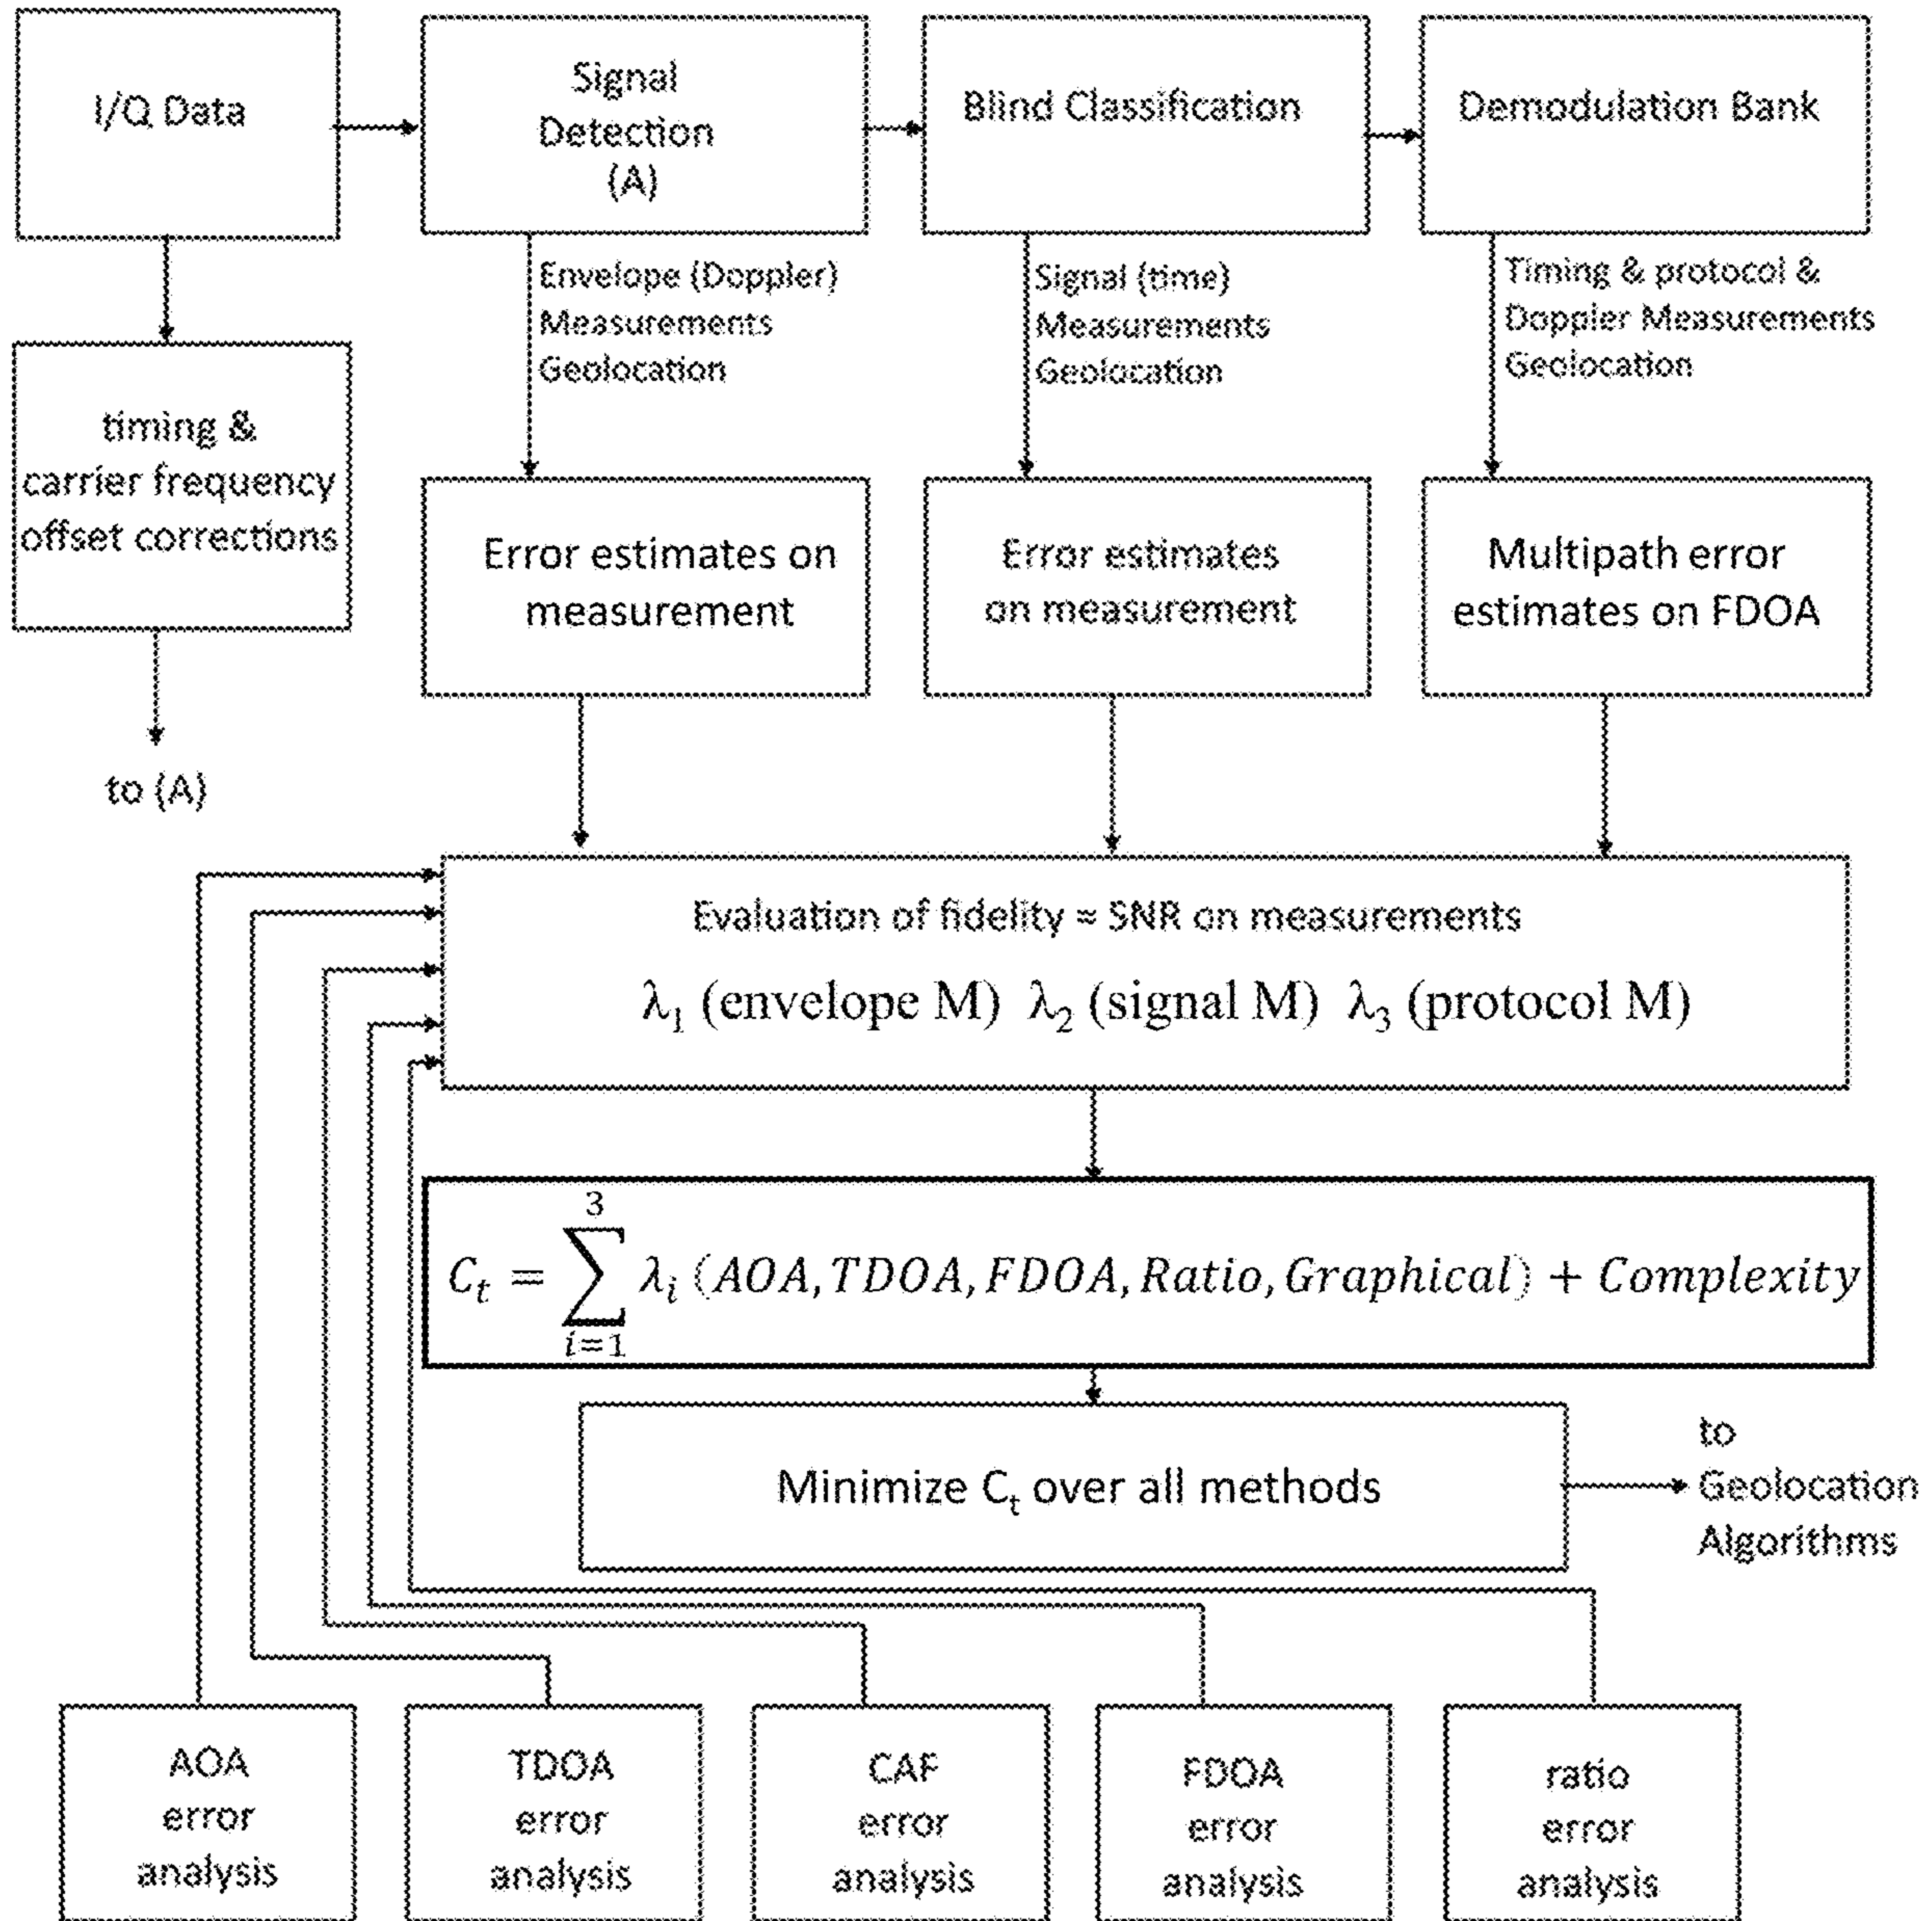 I/Q Data
Signal
Detection
(A)
Blind Classification
Demodulation Bank
Envelope (Doppler)
Measurements
Geolocation
Signal (time)
Measurements
Geolocation
Timing & protocol &
Doppler Measurements
Geolocation
timing &
carrier frequency
offset corrections
to (A)
Error estimates on
measurement
Error estimates
on measurement
Multipath error
estimates on FDOA
Evaluation of fidelity ≈ SNR on measurements
λ₁ (envelope M) λ₂ (signal M) λ₃ (protocol M)
C_t = \sum_{i=1}^{3} λ_i (AOA, TDOA, FDOA, Ratio, Graphical) + Complexity
Minimize C_t over all methods
to
Geolocation
Algorithms
AOA
error
analysis
TDOA
error
analysis
CAF
error
analysis
FDOA
error
analysis
ratio
error
analysis